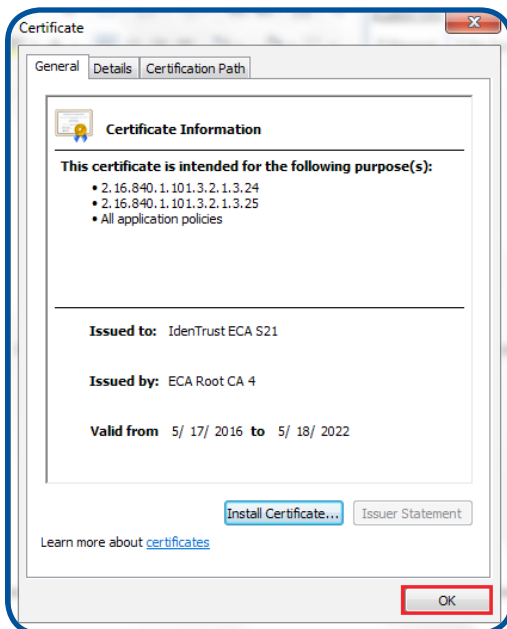 Certificate
General Details Certification Path
Certificate Information
This certificate is intended for the following purpose(s):
• 2.16.840.1.101.3.2.1.3.24
• 2.16.840.1.101.3.2.1.3.25
• All application policies
Issued to: IdenTrust ECA S21
Issued by: ECA Root CA 4
Valid from 5/ 17/ 2016 to 5/ 18/ 2022
Install Certificate... Issuer Statement
Learn more about certificates
OK